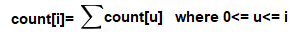 count[i]= ∑count[u] where 0<= u<= i